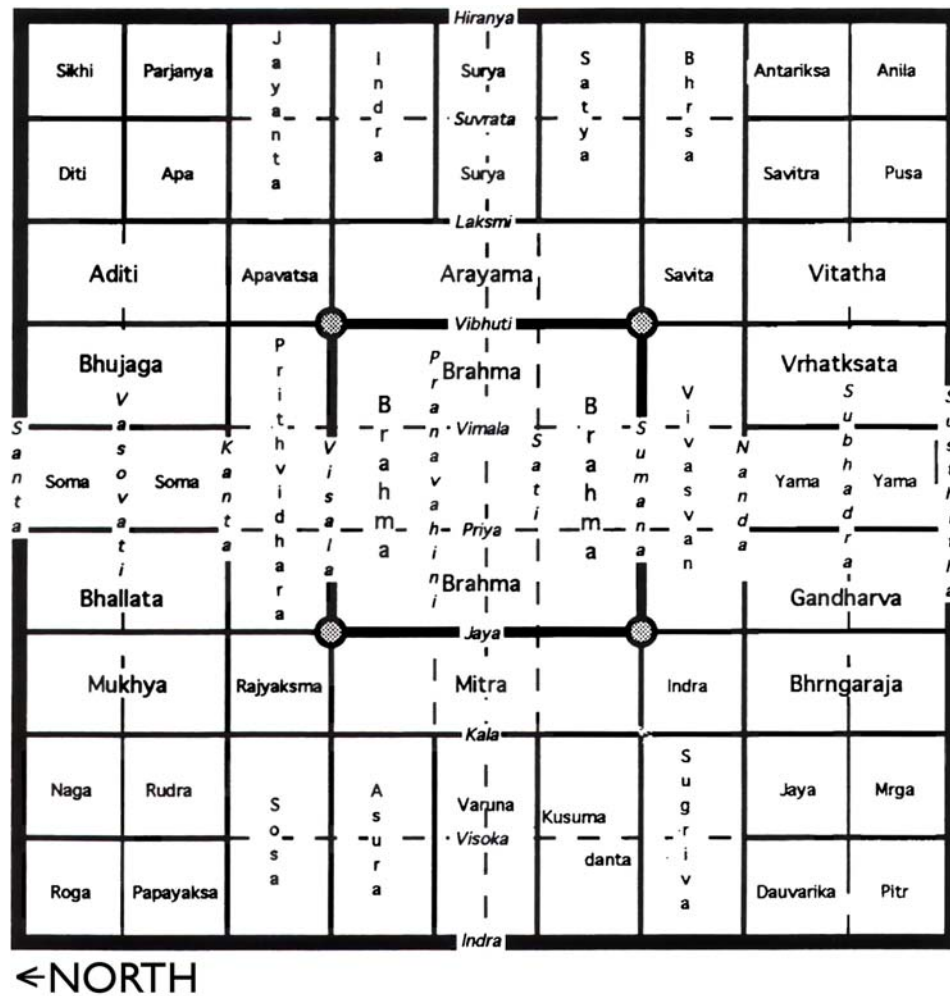 Hiranya
Sikhi
Parjanya
Jayanta
Indra
Surya
Satya
Bhrsa
Antariksa
Anila
Suvrata
Diti
Apa
Surya
Savitra
Pusa
Laksmi
Aditi
Apavatsa
Arayama
Savita
Vitatha
Vibhuti
Bhujaga
Prithvidhara
Brahma
Pranavahini
Brahma
Brahma
Vivasvan
Vrhatksata
Santa
Vasovati
Kanta
Visala
Vimala
Sati
Sumana
Nanda
Subhadra
Susthitha
Soma
Soma
Yama
Yama
Priya
Bhallata
Brahma
Gandharva
Jaya
Mukhya
Rajyaksma
Mitra
Indra
Bhrngaraja
Kala
Naga
Rudra
Sosa
Asura
Varuna
Kusuma
danta
Sugriva
Jaya
Mrga
Visoka
Roga
Papayaksa
Dauvarika
Pitr
Indra
←NORTH